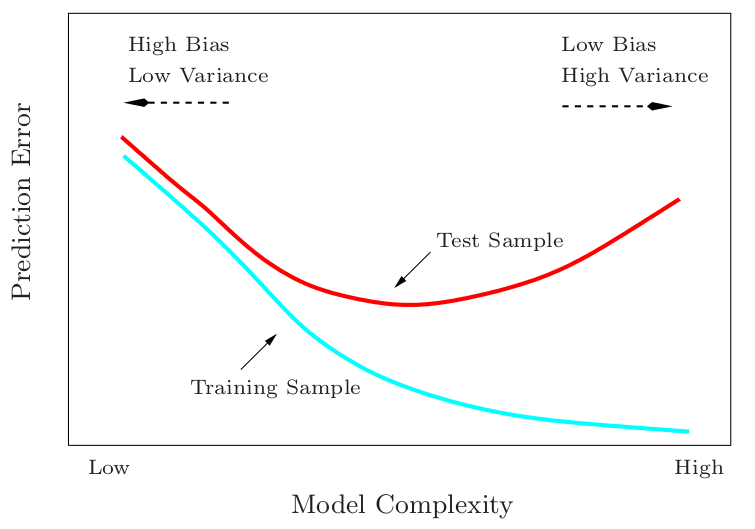 High Bias
Low Variance
Low Bias
High Variance
Prediction Error
Test Sample
Training Sample
Low
High
Model Complexity